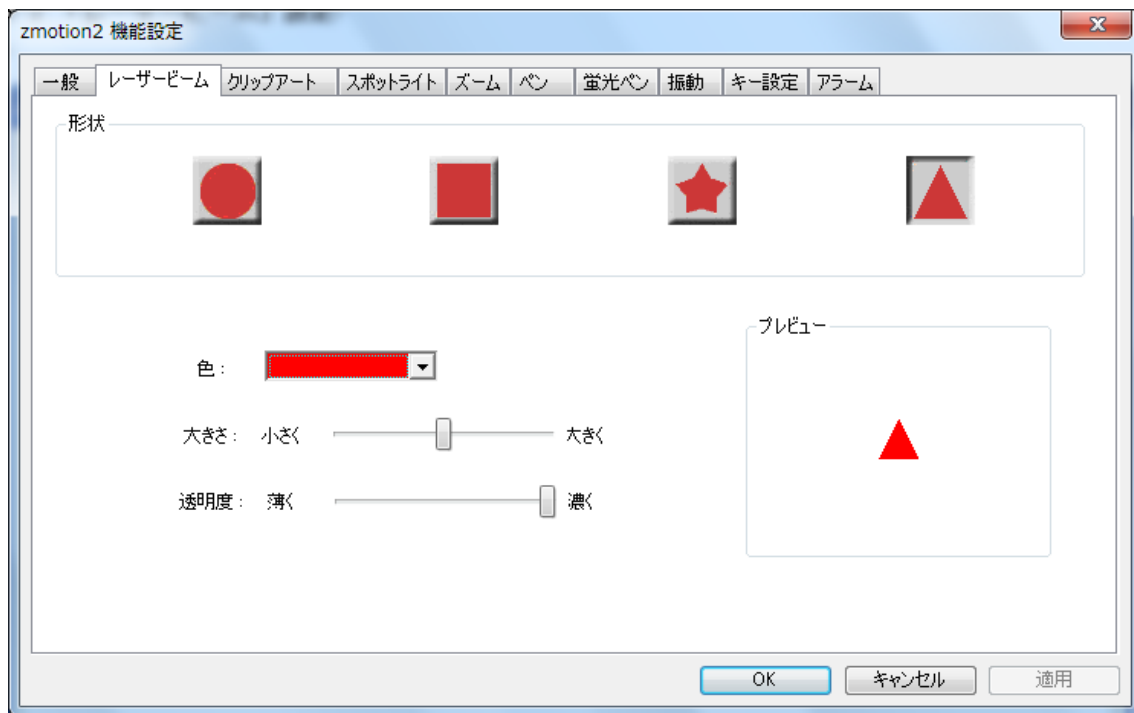 zmotion2 機能設定
一般 レーザービーム クリップアート スポットライト ズーム ペン 蛍光ペン 振動 キー設定 アラーム
形状
プレビュー
色:
大きさ: 小さく 大きく
透明度: 薄く 濃く
OK キャンセル 適用